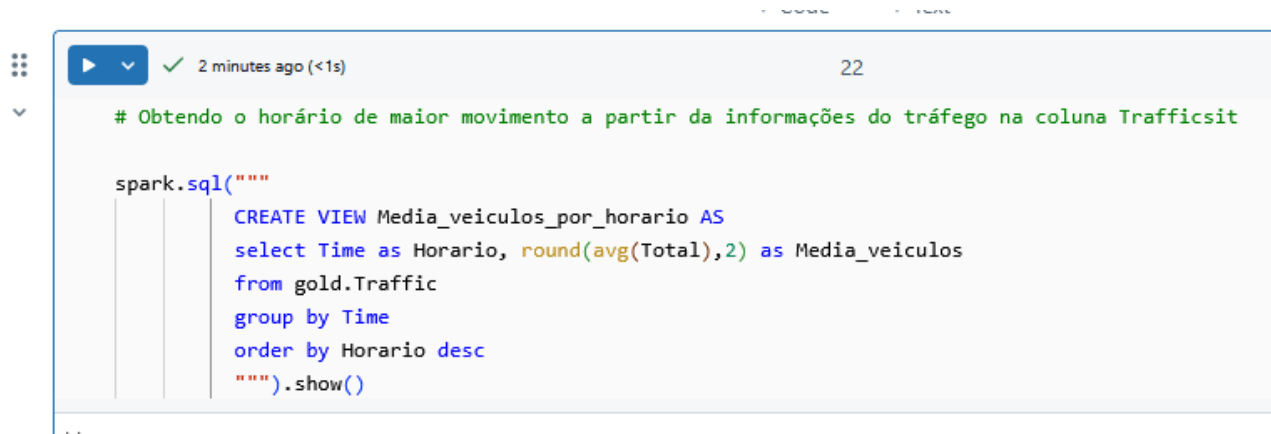 2 minutes ago (<1s)
22
# Obtendo o horário de maior movimento a partir da informações do tráfego na coluna Trafficsit
spark.sql("""
CREATE VIEW Media_veiculos_por_horario AS
select Time as Horario, round(avg(Total),2) as Media_veiculos
from gold.Traffic
group by Time
order by Horario desc
""").show()